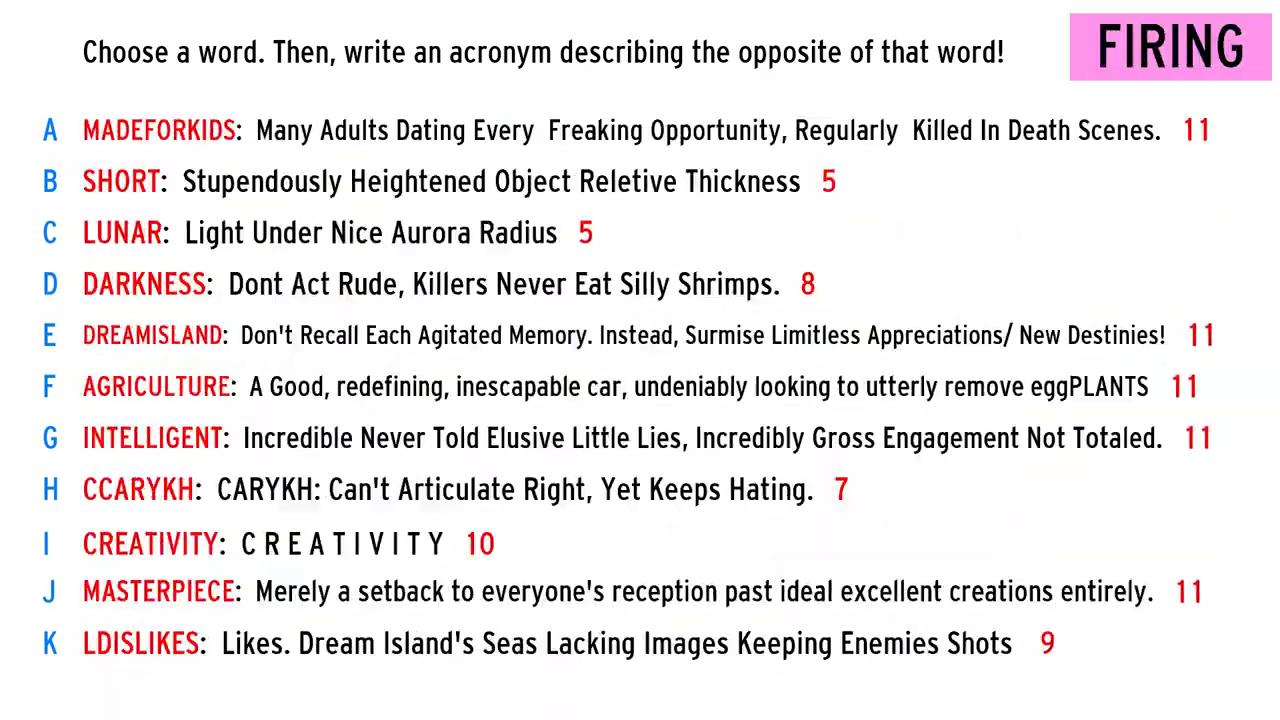 Choose a word. Then, write an acronym describing the opposite of that word!
FIRING
A MADEFORKIDS: Many Adults Dating Every Freaking Opportunity, Regularly Killed In Death Scenes. 11
B SHORT: Stupendously Heightened Object Reletive Thickness 5
C LUNAR: Light Under Nice Aurora Radius 5
D DARKNESS: Dont Act Rude, Killers Never Eat Silly Shrimps. 8
E DREAMISLAND: Don't Recall Each Agitated Memory. Instead, Surmise Limitless Appreciations/ New Destinies! 11
F AGRICULTURE: A Good, redefining, inescapable car, undeniably looking to utterly remove eggPLANTS 11
G INTELLIGENT: Incredible Never Told Elusive Little Lies, Incredibly Gross Engagement Not Totaled. 11
H CCARYKH: CARYKH: Can't Articulate Right, Yet Keeps Hating. 7
I CREATIVITY: C R E A T I V I T Y 10
J MASTERPIECE: Merely a setback to everyone's reception past ideal excellent creations entirely. 11
K LDISLIKES: Likes. Dream Island's Seas Lacking Images Keeping Enemies Shots 9